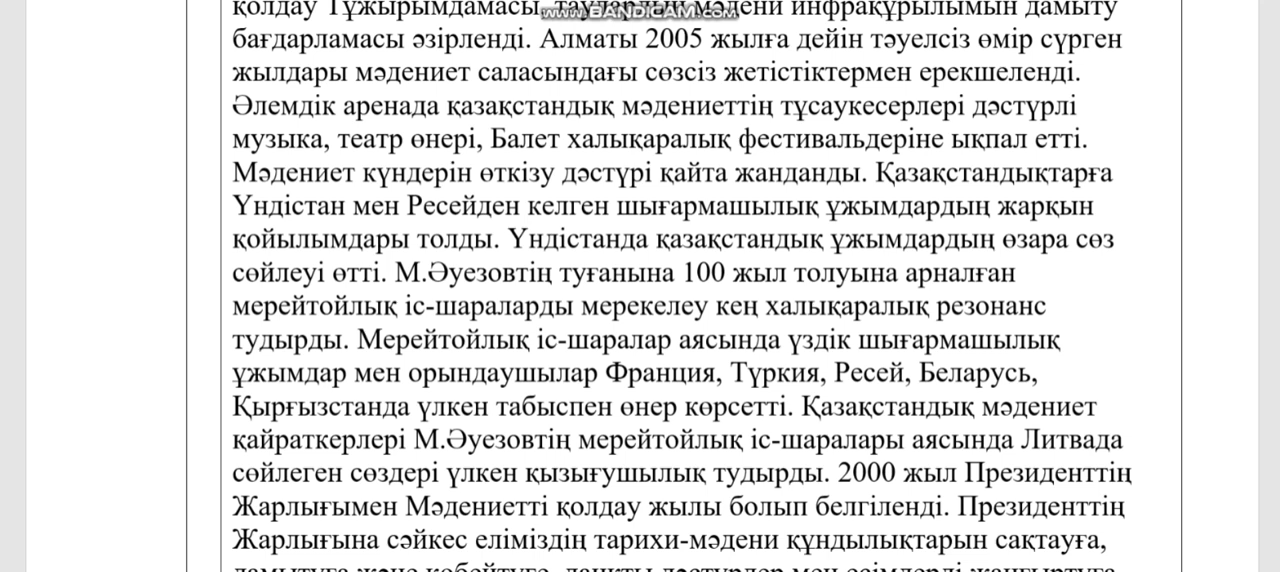 қолдау Тұжырымдамасы, мәдени инфрақұрылымын дамыту
www.BANDICAM.com
бағдарламасы әзірленді. Алматы 2005 жылға дейін тәуелсіз өмір сүрген
жылдары мәдениет саласындағы сөзсіз жетістіктермен ерекшеленді.
Әлемдік аренада қазақстандық мәдениеттің тұсаукесерлері дәстүрлі
музыка, театр өнері, Балет халықаралық фестивальдеріне ықпал етті.
Мәдениет күндерін өткізу дәстүрі қайта жанданды. Қазақстандықтарға
Үндістан мен Ресейден келген шығармашылық ұжымдардың жарқын
қойылымдары толды. Үндістанда қазақстандық ұжымдардың өзара сөз
сөйлеуі өтті. М.Әуезовтің туғанына 100 жыл толуына арналған
мерейтойлық іс-шараларды мерекелеу кең халықаралық резонанс
тудырды. Мерейтойлық іс-шаралар аясында үздік шығармашылық
ұжымдар мен орындаушылар Франция, Түркия, Ресей, Беларусь,
Қырғызстанда үлкен табыспен өнер көрсетті. Қазақстандық мәдениет
қайраткерлері М.Әуезовтің мерейтойлық іс-шаралары аясында Литвада
сөйлеген сөздері үлкен қызығушылық тудырды. 2000 жыл Президенттің
Жарлығымен Мәдениетті қолдау жылы болып белгіленді. Президенттің
Жарлығына сәйкес еліміздің тарихи-мәдени құндылықтарын сақтауға,